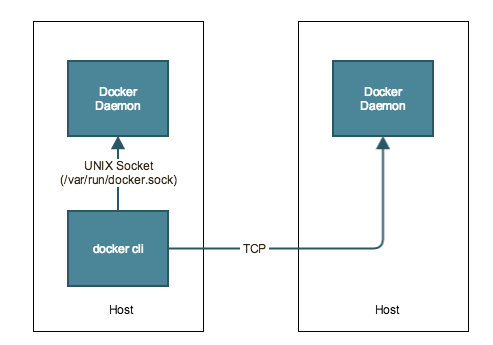 Docker
Daemon
Docker
Daemon
UNIX Socket
(/var/run/docker.sock)
docker cli
TCP
Host
Host